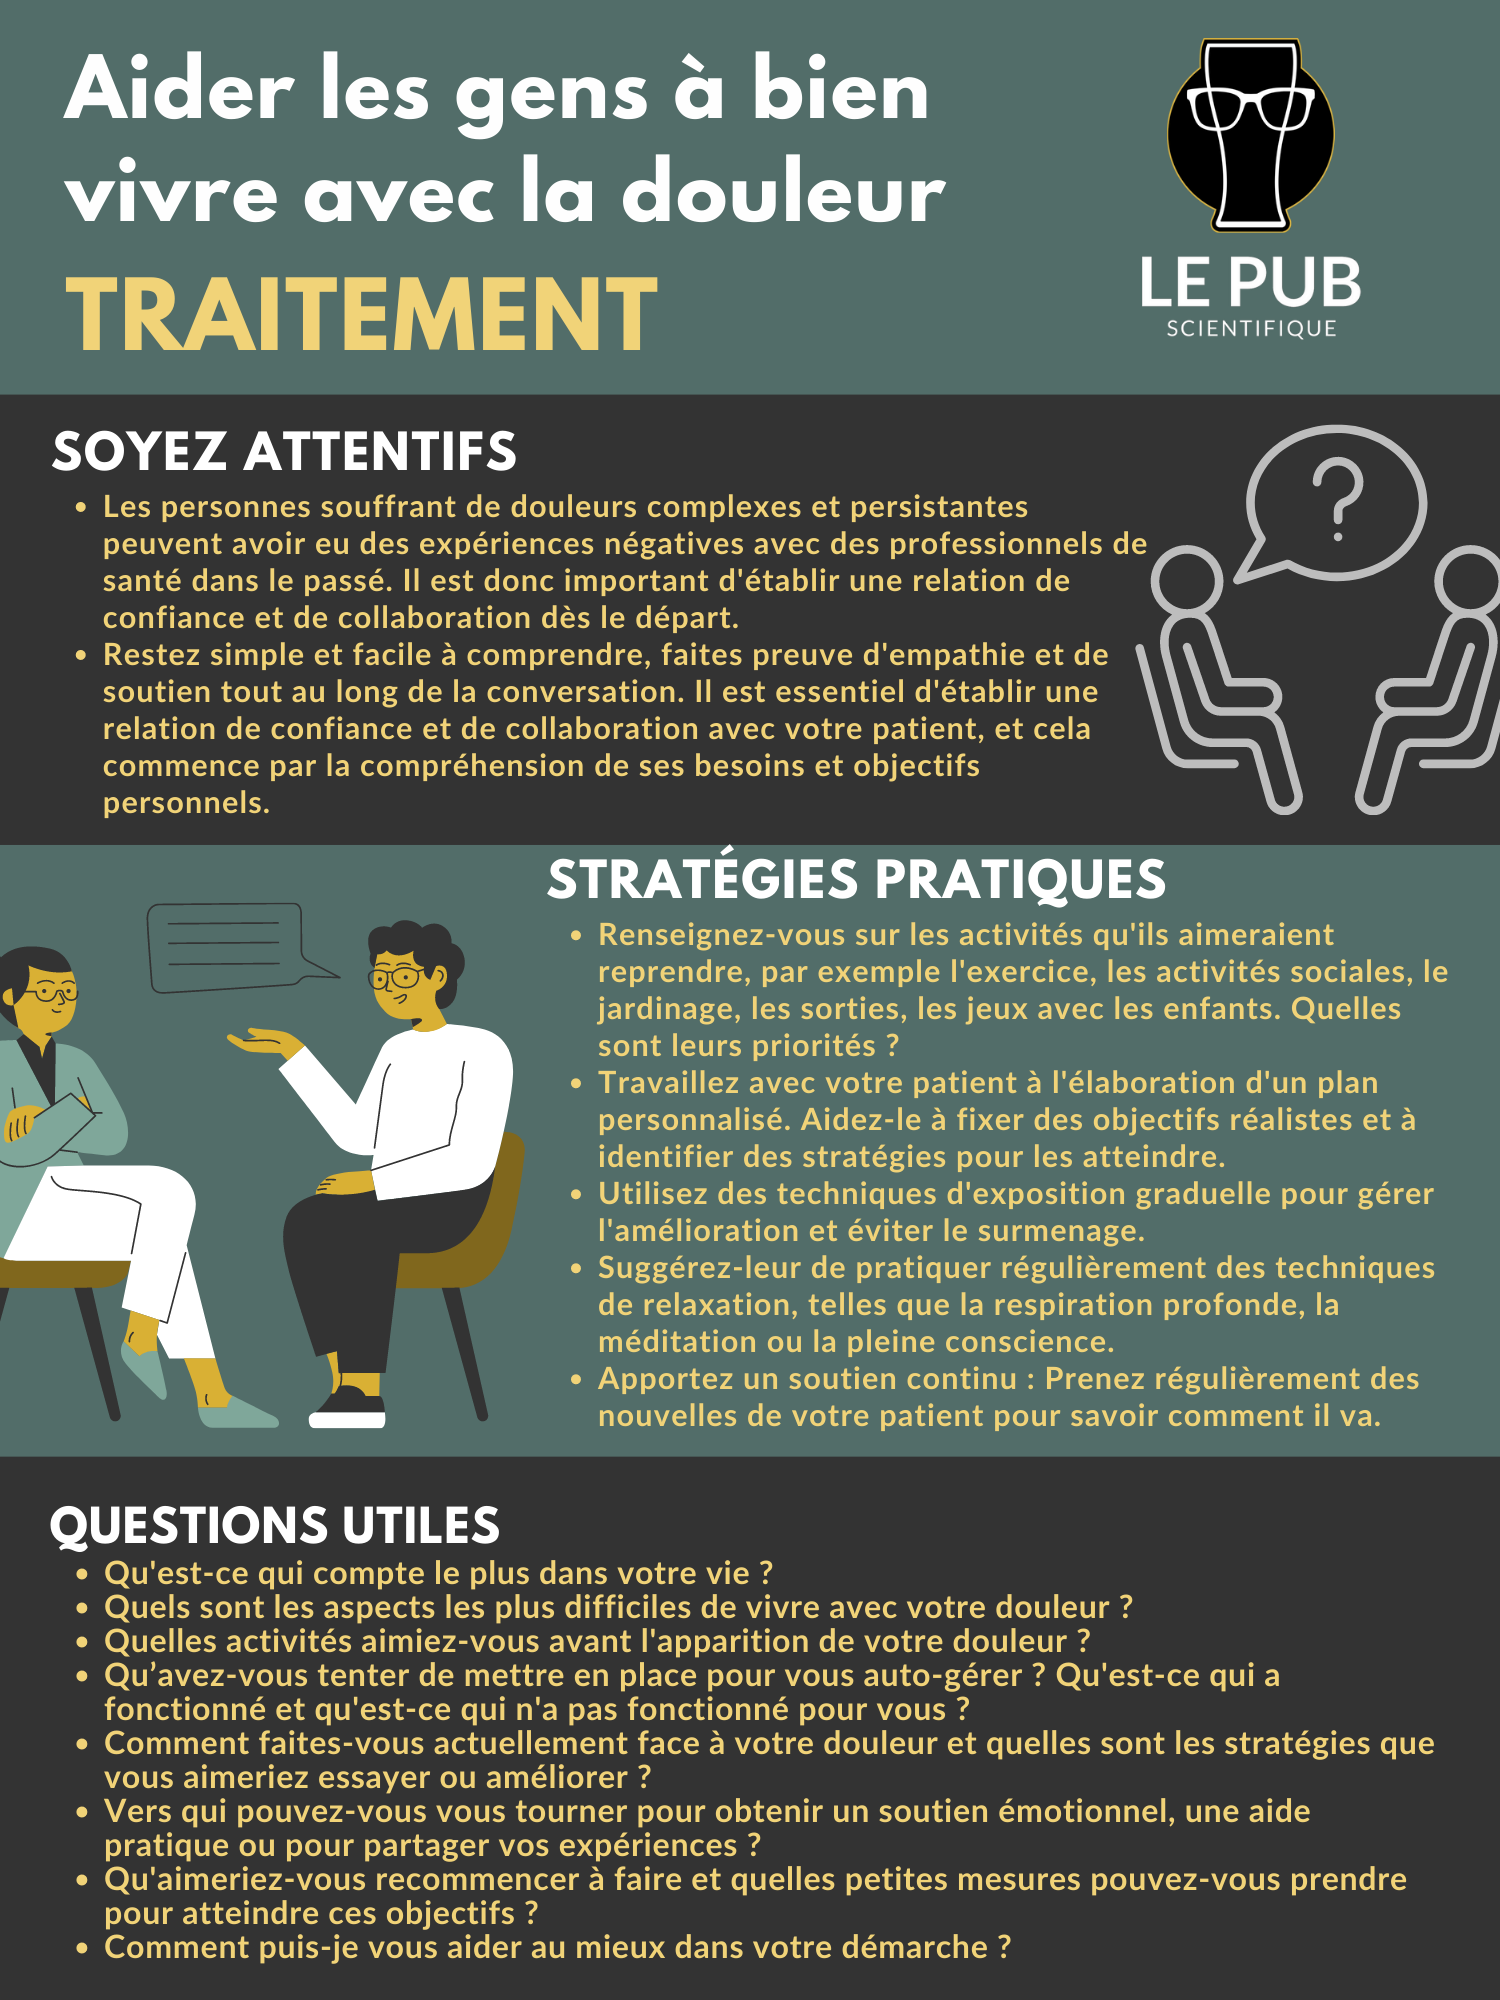 Aider les gens à bien
vivre avec la douleur
TRAITEMENT
LE PUB
SCIENTIFIQUE
SOYEZ ATTENTIFS
• Les personnes souffrant de douleurs complexes et persistantes
peuvent avoir eu des expériences négatives avec des professionnels de
santé dans le passé. Il est donc important d'établir une relation de
confiance et de collaboration dès le départ.
• Restez simple et facile à comprendre, faites preuve d'empathie et de
soutien tout au long de la conversation. Il est essentiel d'établir une
relation de confiance et de collaboration avec votre patient, et cela
commence par la compréhension de ses besoins et objectifs
personnels.
?
STRATÉGIES PRATIQUES
• Renseignez-vous sur les activités qu'ils aimeraient
reprendre, par exemple l'exercice, les activités sociales, le
jardinage, les sorties, les jeux avec les enfants. Quelles
sont leurs priorités ?
• Travaillez avec votre patient à l'élaboration d'un plan
personnalisé. Aidez-le à fixer des objectifs réalistes et à
identifier des stratégies pour les atteindre.
• Utilisez des techniques d'exposition graduelle pour gérer
l'amélioration et éviter le surmenage.
• Suggérez-leur de pratiquer régulièrement des techniques
de relaxation, telles que la respiration profonde, la
méditation ou la pleine conscience.
• Apportez un soutien continu : Prenez régulièrement des
nouvelles de votre patient pour savoir comment il va.
QUESTIONS UTILES
• Qu'est-ce qui compte le plus dans votre vie ?
• Quels sont les aspects les plus difficiles de vivre avec votre douleur ?
• Quelles activités aimiez-vous avant l'apparition de votre douleur ?
• Qu’avez-vous tenter de mettre en place pour vous auto-gérer ? Qu'est-ce qui a
fonctionné et qu'est-ce qui n'a pas fonctionné pour vous ?
• Comment faites-vous actuellement face à votre douleur et quelles sont les stratégies que
vous aimeriez essayer ou améliorer ?
• Vers qui pouvez-vous vous tourner pour obtenir un soutien émotionnel, une aide
pratique ou pour partager vos expériences ?
• Qu'aimeriez-vous recommencer à faire et quelles petites mesures pouvez-vous prendre
pour atteindre ces objectifs ?
• Comment puis-je vous aider au mieux dans votre démarche ?